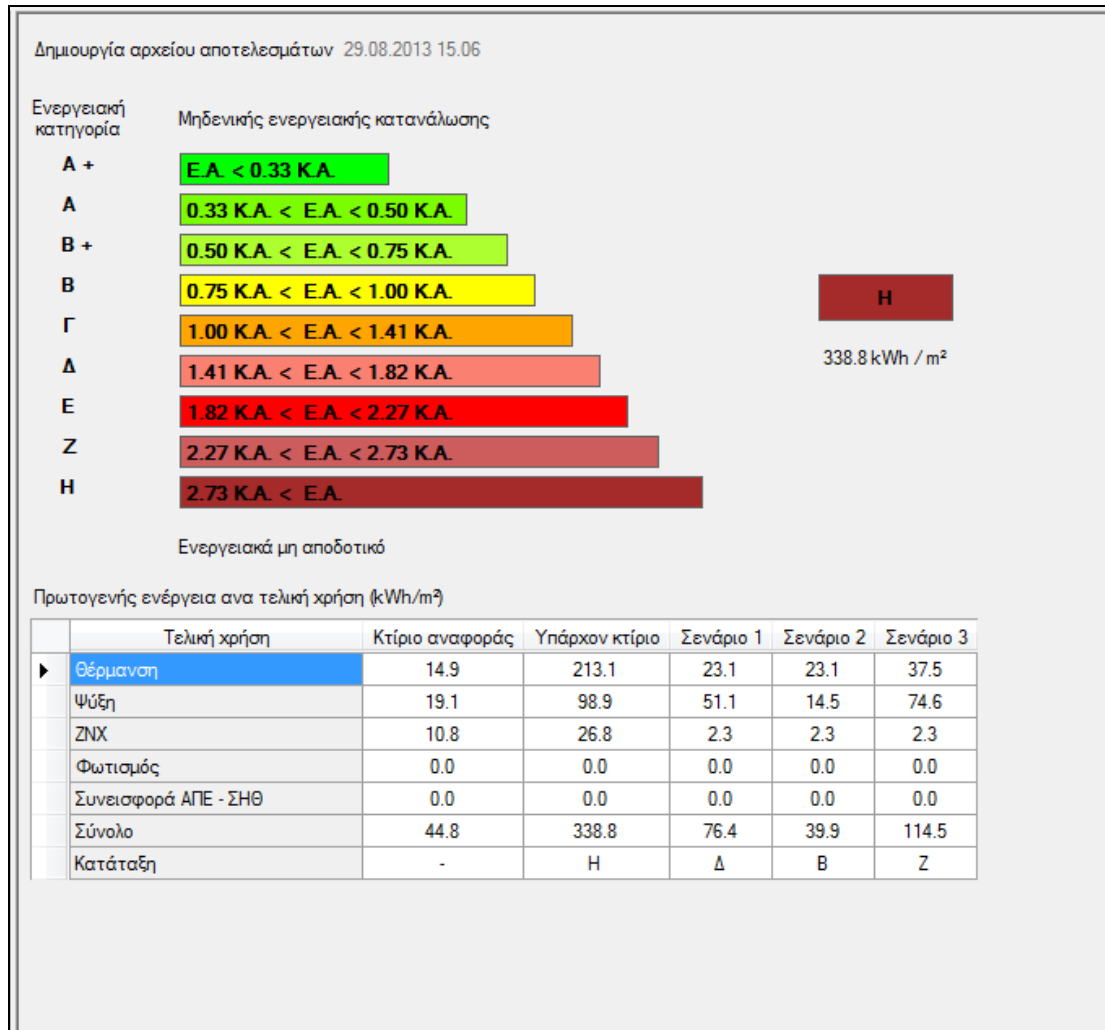 Δημιουργία αρχείου αποτελεσμάτων 29.08.2013 15.06
Ενεργειακή
κατηγορία
Μηδενικής ενεργειακής κατανάλωσης
Α + Ε.Α. < 0.33 Κ.Α.
Α 0.33 Κ.Α. < Ε.Α. < 0.50 Κ.Α.
Β + 0.50 Κ.Α. < Ε.Α. < 0.75 Κ.Α.
Β 0.75 Κ.Α. < Ε.Α. < 1.00 Κ.Α.
Γ 1.00 Κ.Α. < Ε.Α. < 1.41 Κ.Α.
Δ 1.41 Κ.Α. < Ε.Α. < 1.82 Κ.Α.
Ε 1.82 Κ.Α. < Ε.Α. < 2.27 Κ.Α.
Ζ 2.27 Κ.Α. < Ε.Α. < 2.73 Κ.Α.
Η 2.73 Κ.Α. < Ε.Α.
Η
338.8 kWh / m²
Ενεργειακά μη αποδοτικό
Πρωτογενής ενέργεια ανα τελική χρήση (kWh/m²)
Τελική χρήση Κτίριο αναφοράς Υπάρχον κτίριο Σενάριο 1 Σενάριο 2 Σενάριο 3
Θέρμανση 14.9 213.1 23.1 23.1 37.5
Ψύξη 19.1 98.9 51.1 14.5 74.6
ΖΝΧ 10.8 26.8 2.3 2.3 2.3
Φωτισμός 0.0 0.0 0.0 0.0 0.0
Συνεισφορά ΑΠΕ - ΣΗΘ 0.0 0.0 0.0 0.0 0.0
Σύνολο 44.8 338.8 76.4 39.9 114.5
Κατάταξη - Η Δ Β Ζ